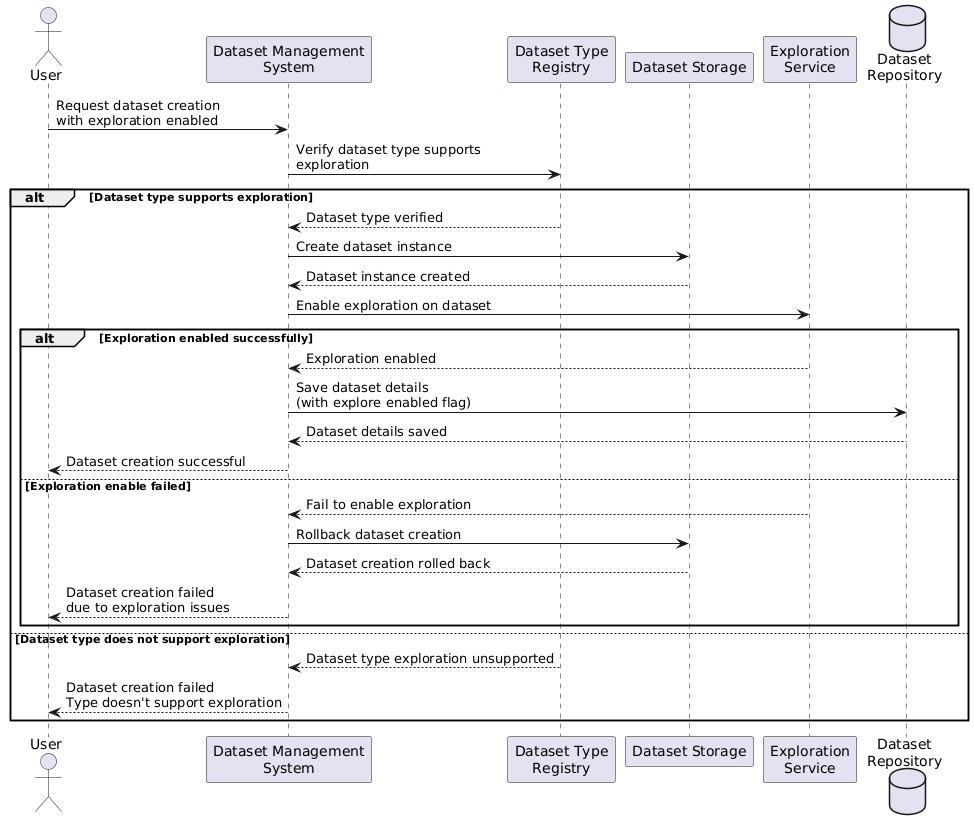 User
Dataset Management
System
Dataset Type
Registry
Dataset Storage
Exploration
Service
Dataset
Repository
Request dataset creation
with exploration enabled
Verify dataset type supports
exploration
alt [Dataset type supports exploration]
Dataset type verified
Create dataset instance
Dataset instance created
Enable exploration on dataset
alt [Exploration enabled successfully]
Exploration enabled
Save dataset details
(with explore enabled flag)
Dataset details saved
Dataset creation successful
[Exploration enable failed]
Fail to enable exploration
Rollback dataset creation
Dataset creation rolled back
Dataset creation failed
due to exploration issues
[Dataset type does not support exploration]
Dataset type exploration unsupported
Dataset creation failed
Type doesn't support exploration
User
Dataset Management
System
Dataset Type
Registry
Dataset Storage
Exploration
Service
Dataset
Repository